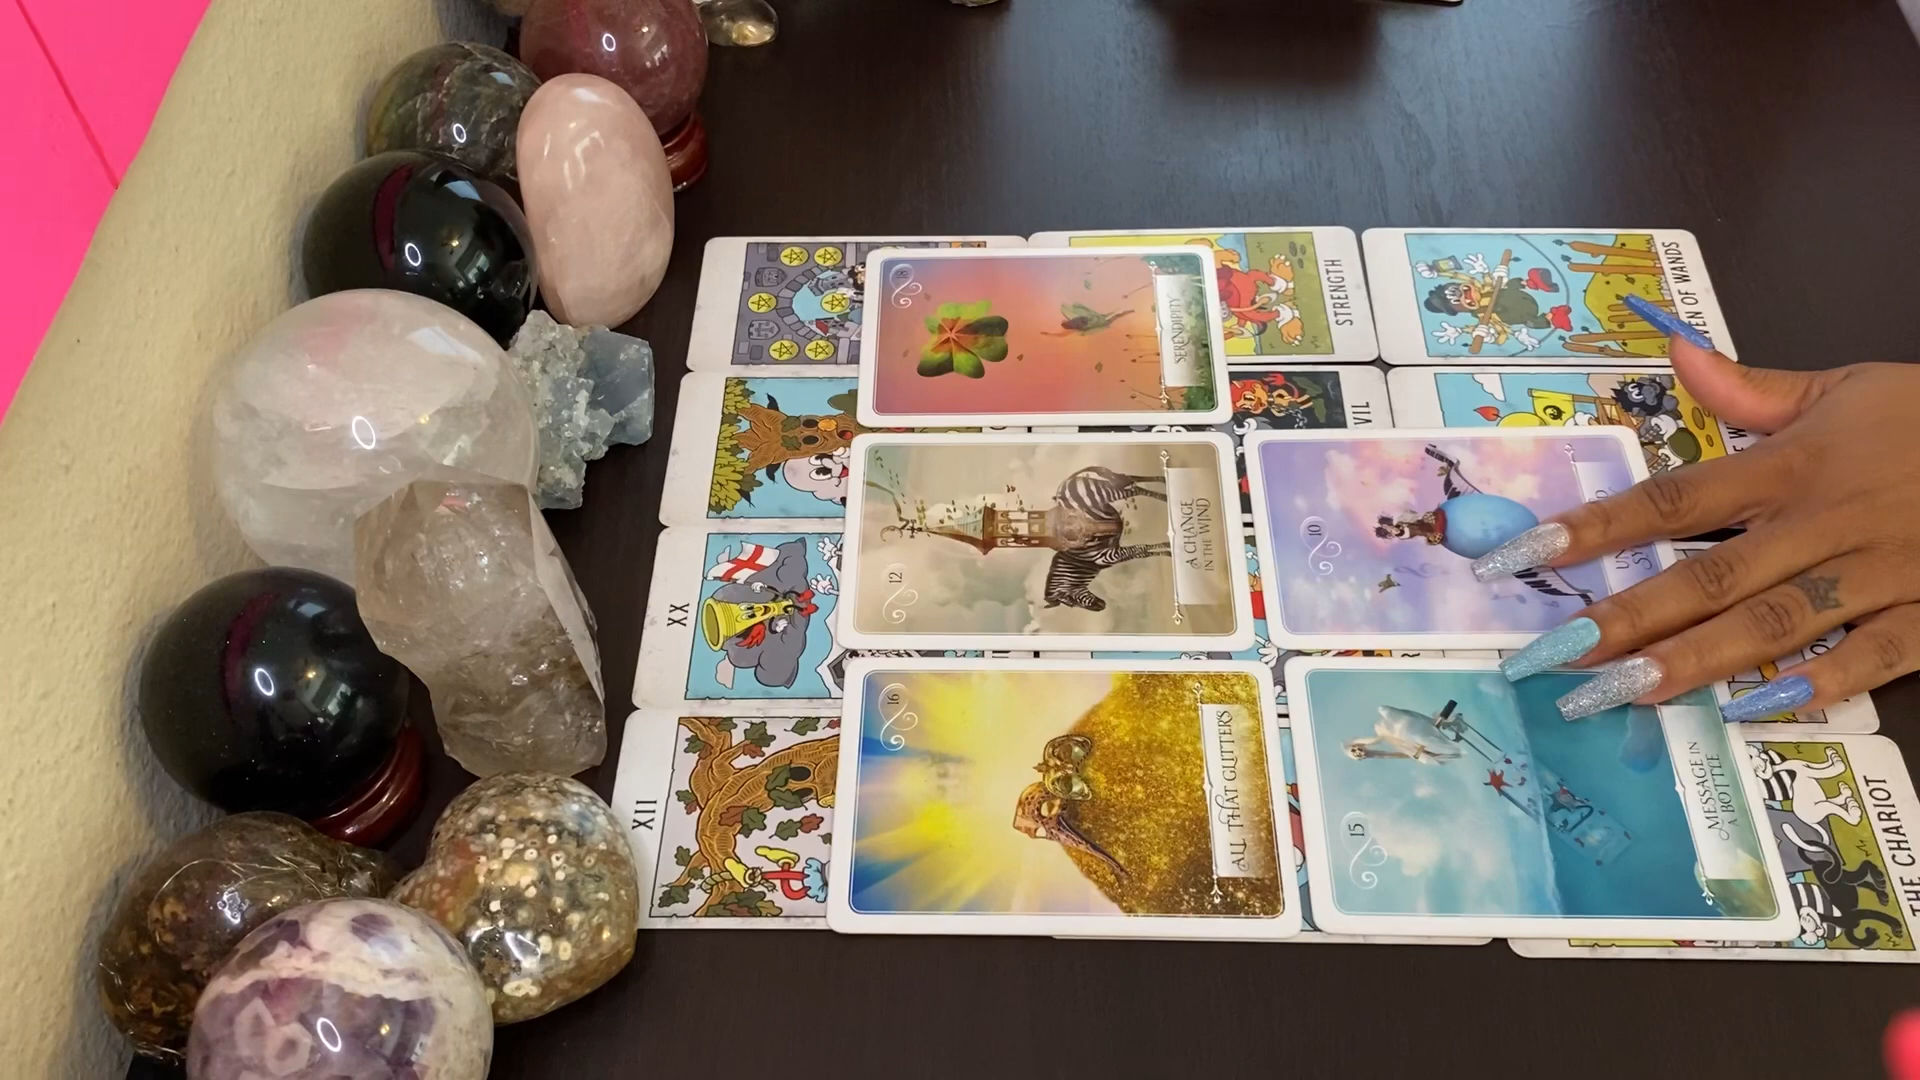 18
SERENDIPITY
STRENGTH
OF WANDS
12
A CHANGE
IN THE WIND
10
XX
16
ALL THAT GLITTERS
15
MESSAGE IN
A BOTTLE
XII
THE CHARIOT